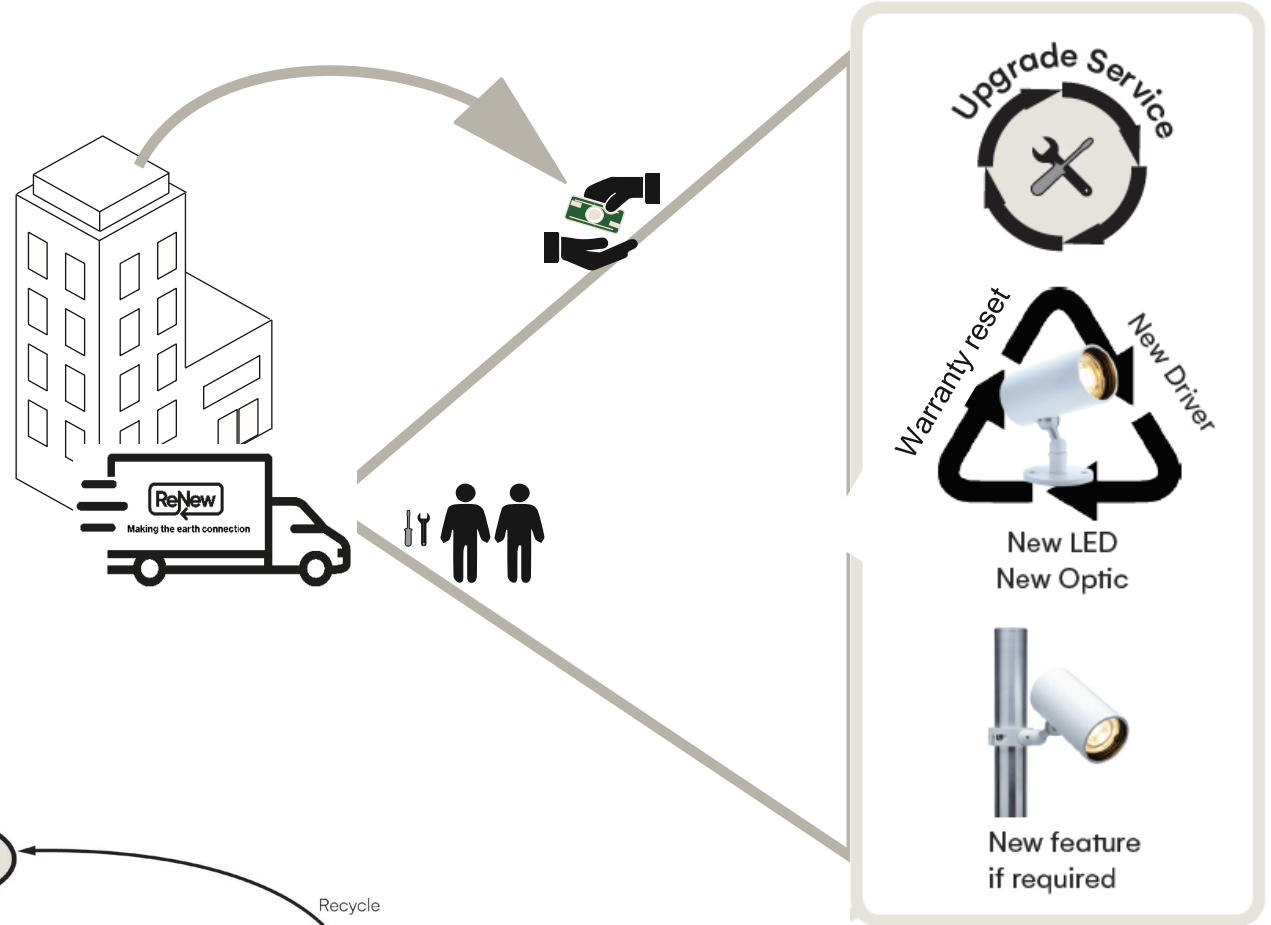 Upgrade Service
Warranty reset
New Driver
New LED
New Optic
ReNew
Making the earth connection
New feature
if required
Recycle